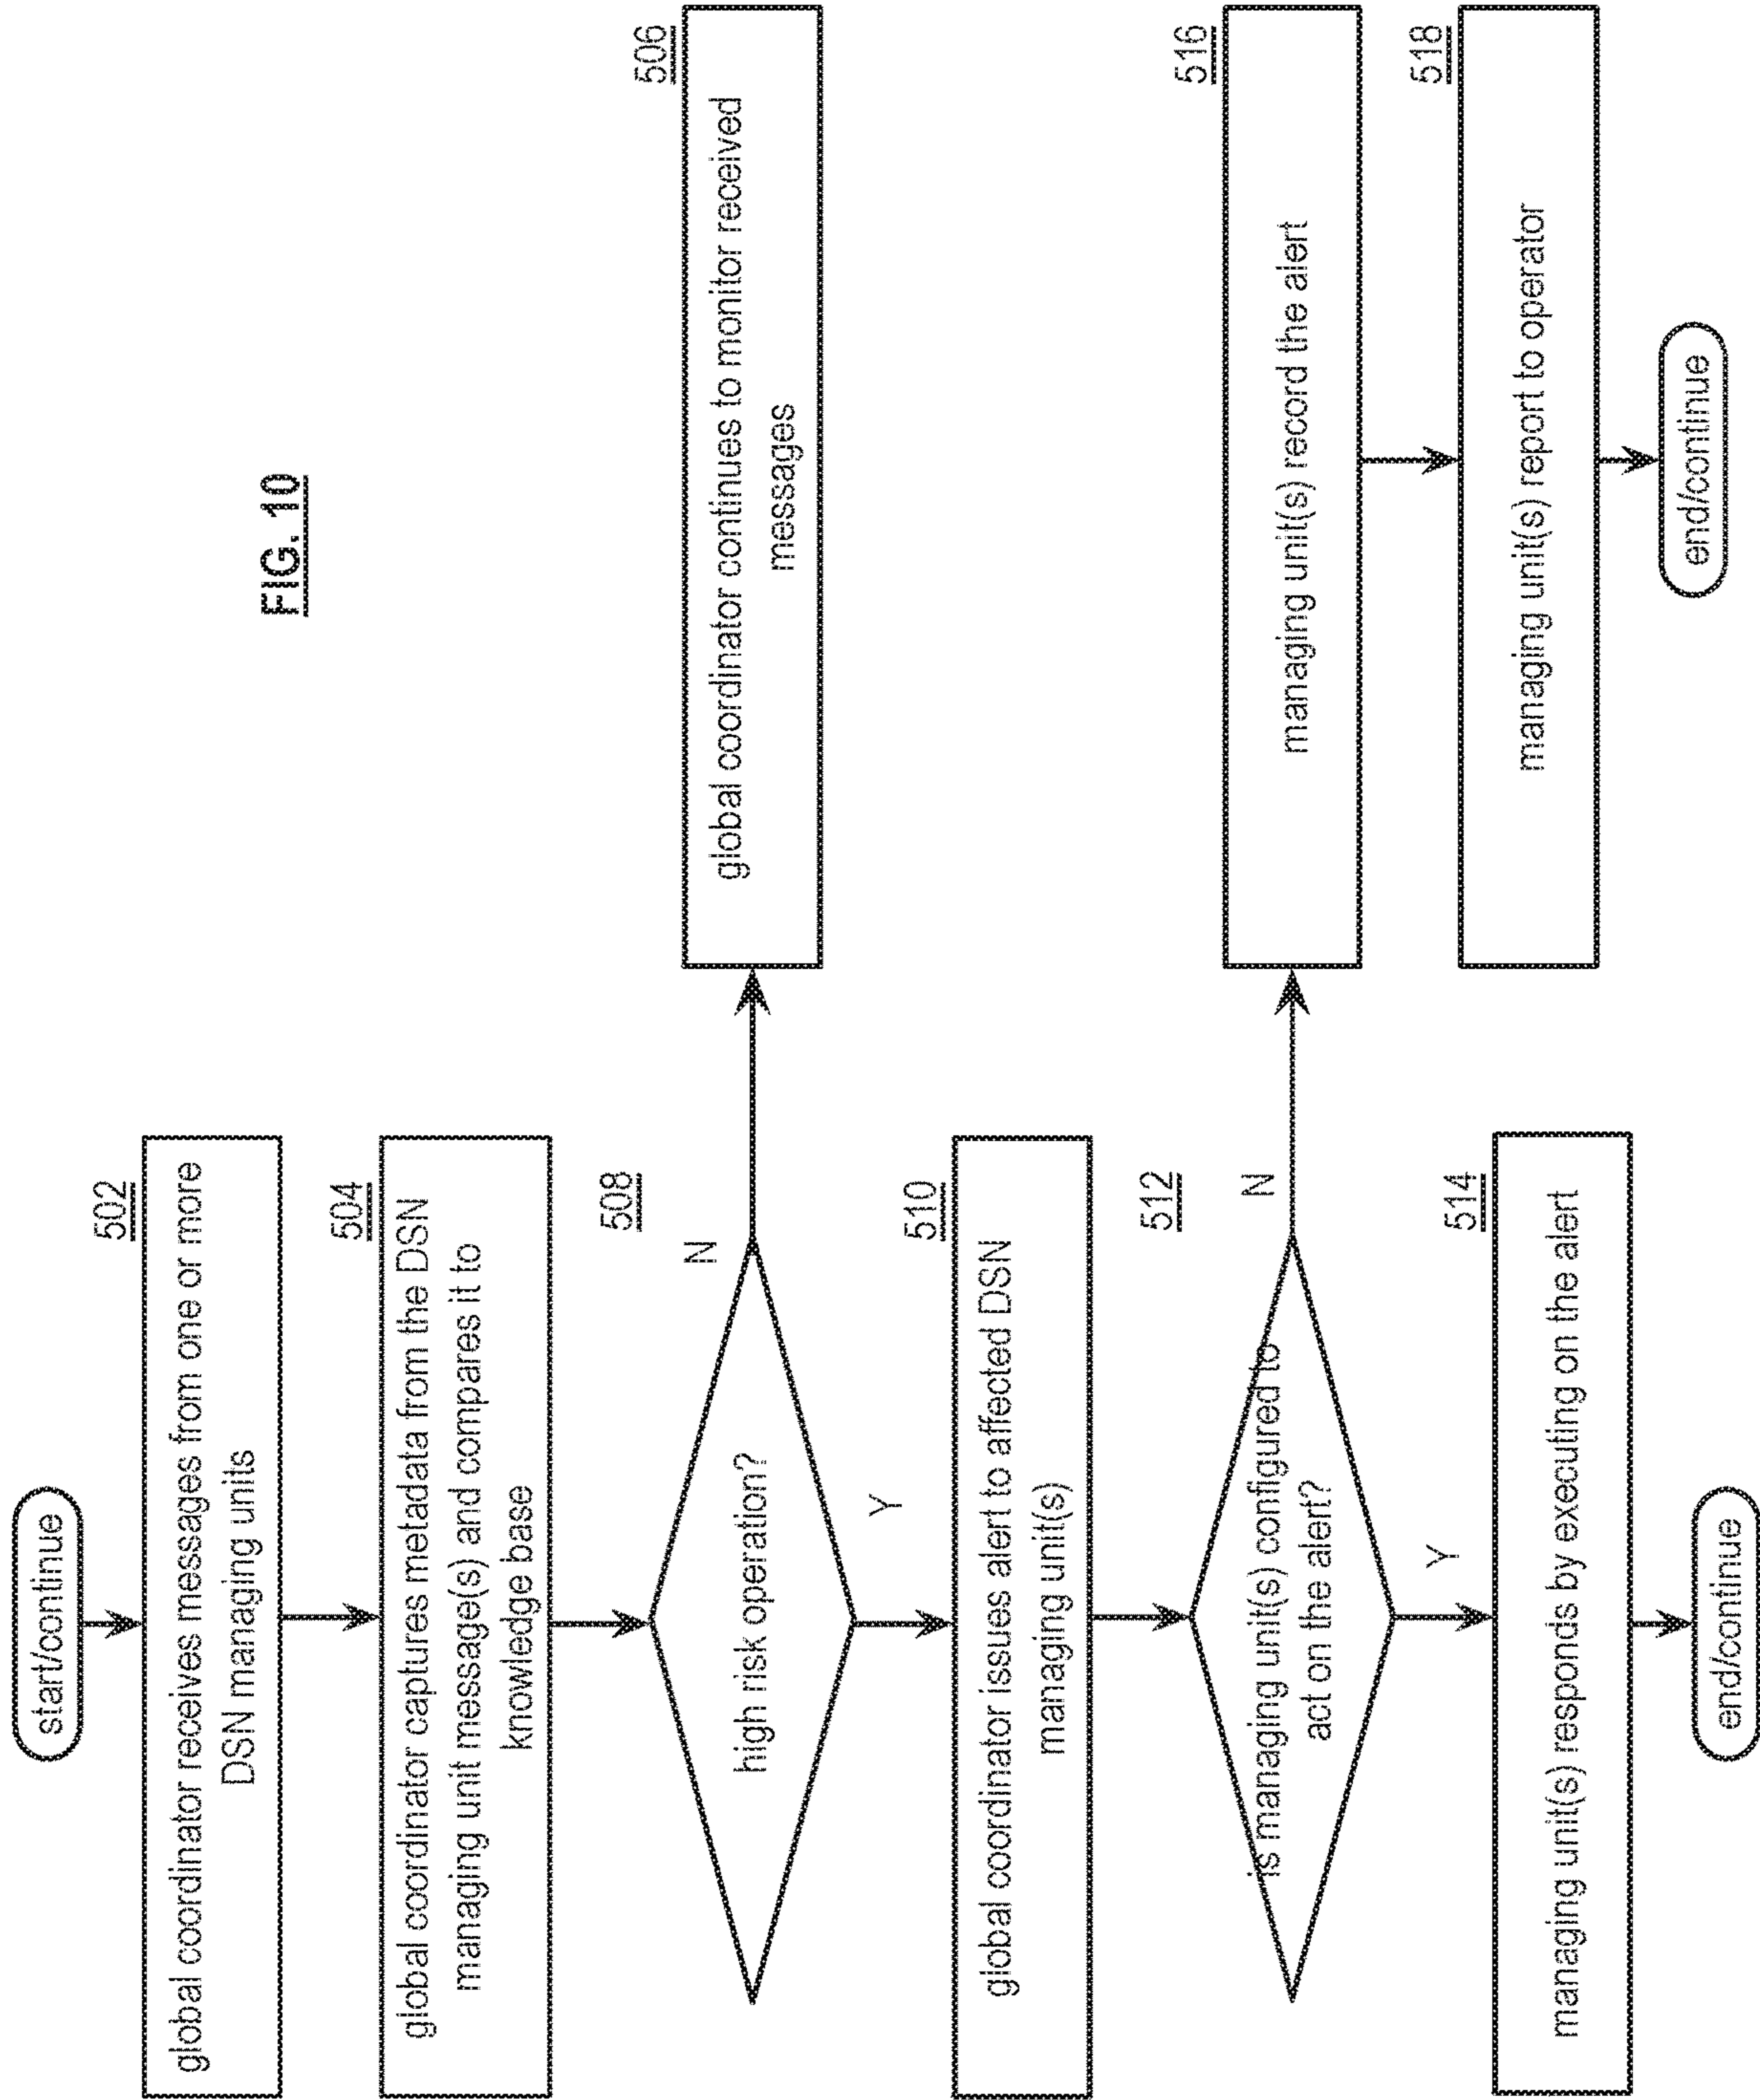 FIG. 10
start/continue
502
global coordinator receives messages from one or more
DSN managing units
504
global coordinator captures metadata from the DSN
managing unit message(s) and compares it to
knowledge base
508
high risk operation?
N
Y
506
global coordinator continues to monitor received
messages
510
global coordinator issues alert to affected DSN
managing unit(s)
512
is managing unit(s) configured to
act on the alert?
N
Y
514
managing unit(s) responds by executing on the alert
end/continue
516
managing unit(s) record the alert
518
managing unit(s) report to operator
end/continue